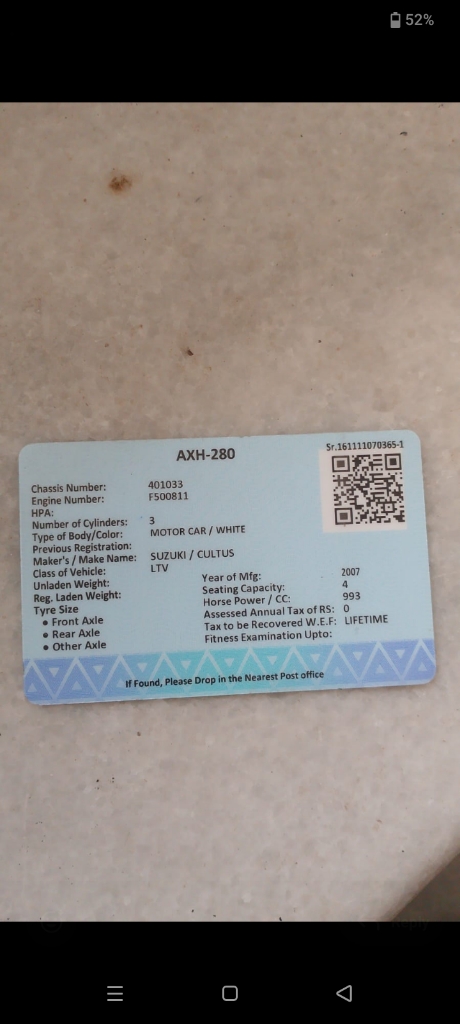 52%
AXH-280
Sr.161111070365-1
Chassis Number: 401033
Engine Number: F500811
HPA:
Number of Cylinders: 3
Type of Body/Color: MOTOR CAR / WHITE
Previous Registration:
Maker's / Make Name: SUZUKI / CULTUS
Class of Vehicle: LTV
Unladen Weight:
Reg. Laden Weight:
Tyre Size
• Front Axle
• Rear Axle
• Other Axle
Year of Mfg: 2007
Seating Capacity: 4
Horse Power / CC: 993
Assessed Annual Tax of RS: 0
Tax to be Recovered W.E.F: LIFETIME
Fitness Examination Upto:
If Found, Please Drop in the Nearest Post office